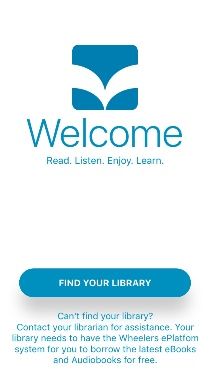 Welcome
Read. Listen. Enjoy. Learn.
FIND YOUR LIBRARY
Can't find your library?
Contact your librarian for assistance. Your
library needs to have the Wheelers ePlatfom
system for you to borrow the latest eBooks
and Audiobooks for free.